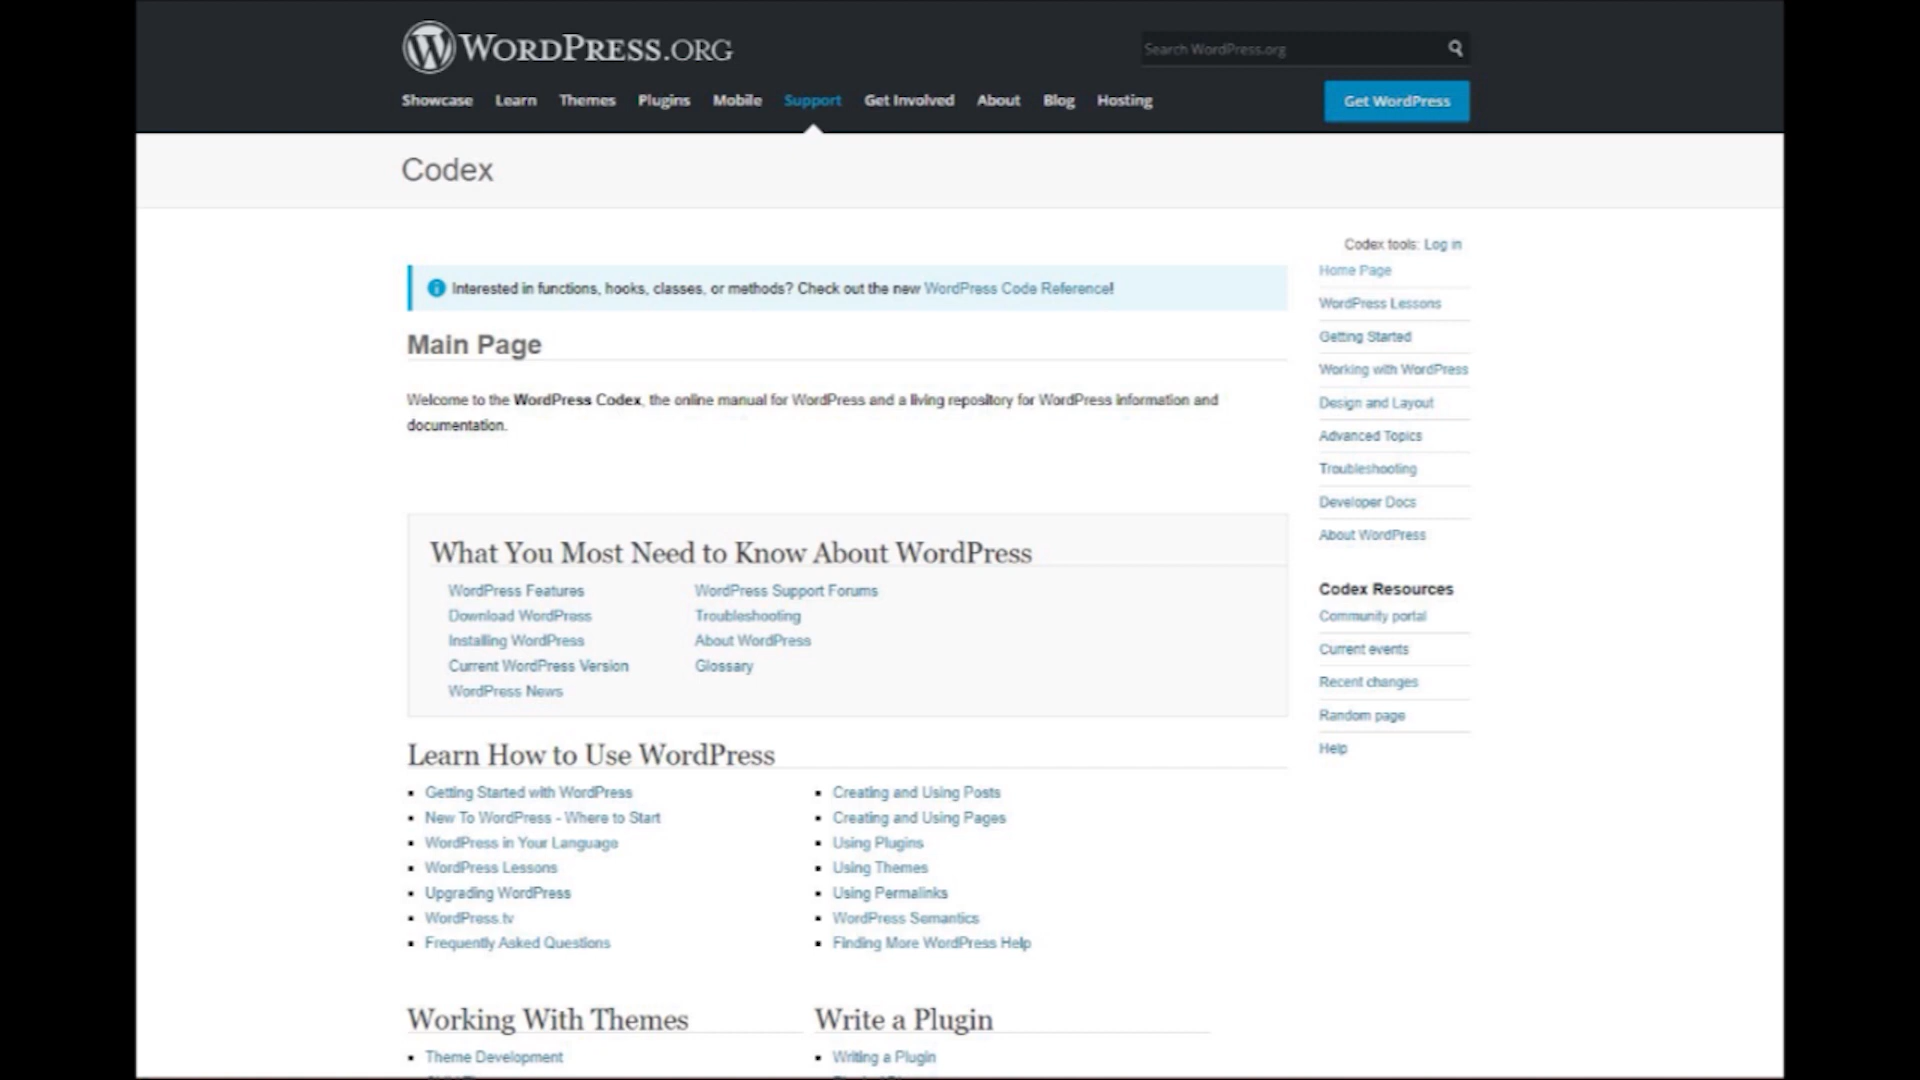 WORDPRESS.ORG
Search WordPress.org
Showcase Learn Themes Plugins Mobile Support Get Involved About Blog Hosting
Get WordPress
Codex
Interested in functions, hooks, classes, or methods? Check out the new WordPress Code Reference!
Main Page
Welcome to the WordPress Codex, the online manual for WordPress and a living repository for WordPress information and
documentation.
What You Most Need to Know About WordPress
WordPress Features
Download WordPress
Installing WordPress
Current WordPress Version
WordPress News
WordPress Support Forums
Troubleshooting
About WordPress
Glossary
Learn How to Use WordPress
Getting Started with WordPress
New To WordPress - Where to Start
WordPress in Your Language
WordPress Lessons
Upgrading WordPress
WordPress.tv
Frequently Asked Questions
Creating and Using Posts
Creating and Using Pages
Using Plugins
Using Themes
Using Permalinks
WordPress Semantics
Finding More WordPress Help
Working With Themes
Theme Development
Write a Plugin
Writing a Plugin
Codex tools: Log in
Home Page
WordPress Lessons
Getting Started
Working with WordPress
Design and Layout
Advanced Topics
Troubleshooting
Developer Docs
About WordPress
Codex Resources
Community portal
Current events
Recent changes
Random page
Help